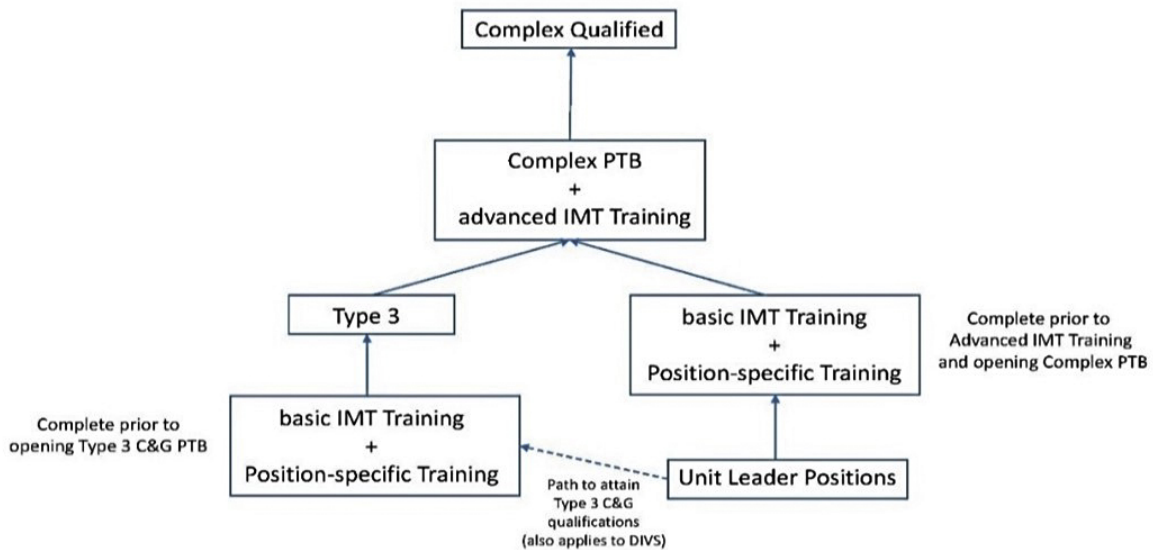 Complex Qualified
Complex PTB
+
advanced IMT Training
Type 3
basic IMT Training
+
Position-specific Training
Complete prior to
Advanced IMT Training
and opening Complex PTB
Complete prior to
opening Type 3 C&G PTB
basic IMT Training
+
Position-specific Training
Path to attain
Type 3 C&G
qualifications
(also applies to DIVS)
Unit Leader Positions